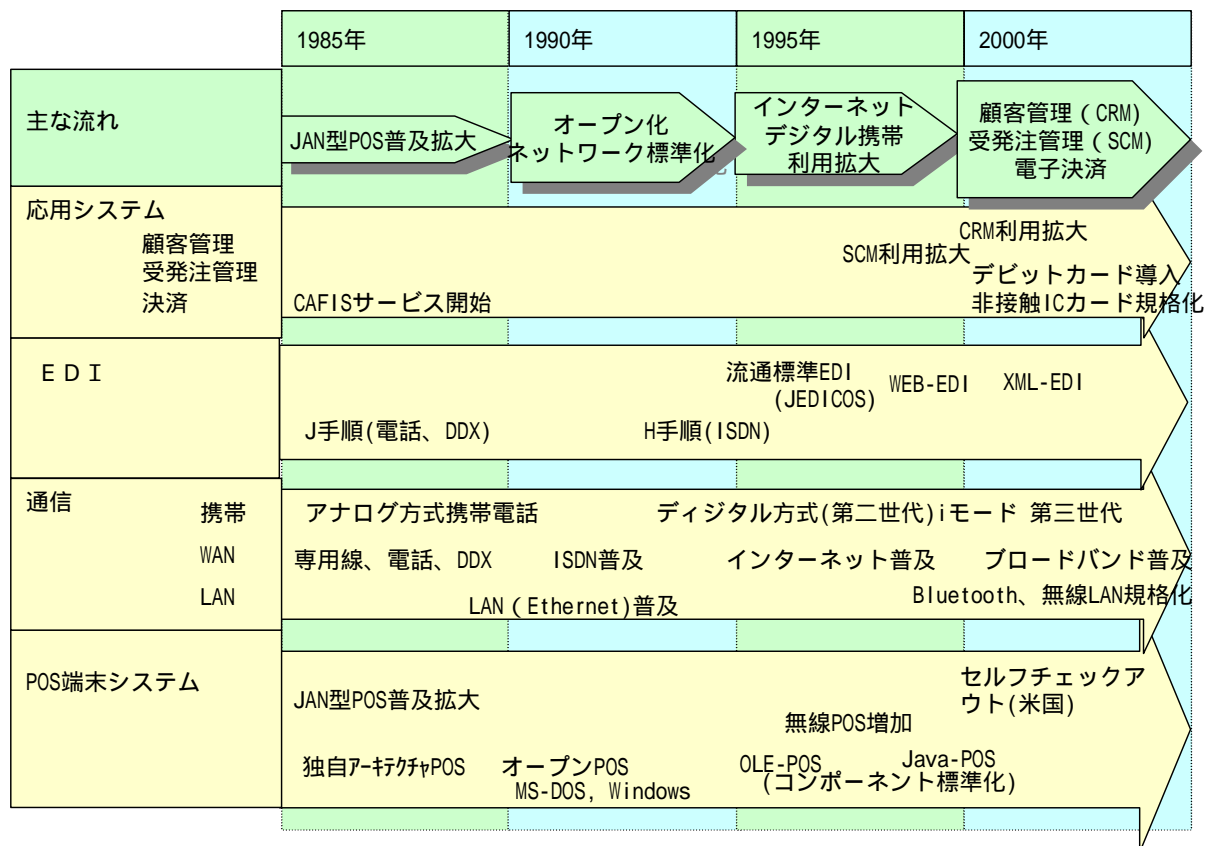 1985年
1990年
1995年
2000年
主な流れ
JAN型POS普及拡大
オープン化
ネットワーク標準化
インターネット
デジタル携帯
利用拡大
顧客管理（CRM）
受発注管理（SCM）
電子決済
応用システム
顧客管理
受発注管理
決済
CRM利用拡大
SCM利用拡大
デビットカード導入
CAFISサービス開始
非接触ICカード規格化
ＥＤＩ
流通標準EDI
(JEDICOS)
WEB-EDI
XML-EDI
J手順(電話、DDX)
H手順(ISDN)
通信
携帯
アナログ方式携帯電話
ディジタル方式(第二世代)iモード 第三世代
WAN
専用線、電話、DDX
ISDN普及
インターネット普及
ブロードバンド普及
LAN
LAN（Ethernet)普及
Bluetooth、無線LAN規格化
POS端末システム
JAN型POS普及拡大
セルフチェックア
ウト(米国)
無線POS増加
独自ｱｰｷﾃｸﾁｬPOS
オープンPOS
MS-DOS, Windows
OLE-POS
Java-POS
(コンポーネント標準化)